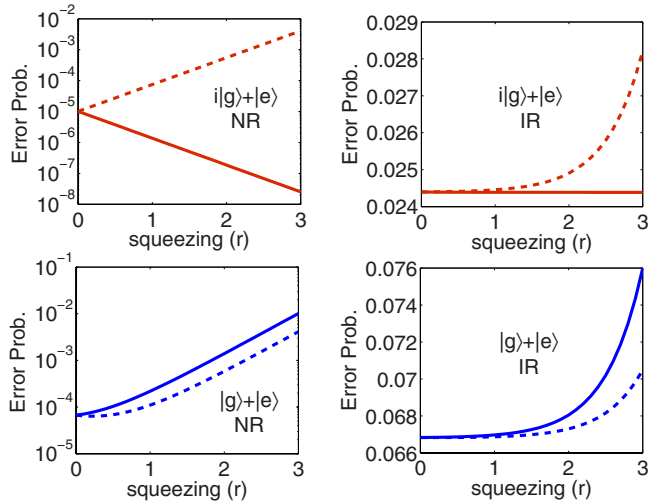 10⁻²
10⁻³
10⁻⁴
10⁻⁵
10⁻⁶
10⁻⁷
10⁻⁸
Error Prob.
i|g⟩+|e⟩
NR
0 1 2 3
squeezing (r)
0.029
0.028
0.027
0.026
0.025
0.024
Error Prob.
i|g⟩+|e⟩
IR
0 1 2 3
squeezing (r)
10⁻¹
10⁻²
10⁻³
10⁻⁴
10⁻⁵
Error Prob.
|g⟩+|e⟩
NR
0 1 2 3
squeezing (r)
0.076
0.074
0.072
0.07
0.068
0.066
Error Prob.
|g⟩+|e⟩
IR
0 1 2 3
squeezing (r)